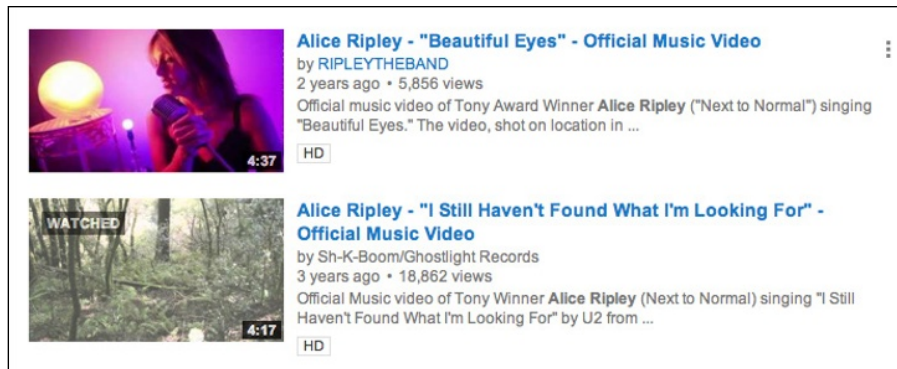 Alice Ripley - "Beautiful Eyes" - Official Music Video
by RIPLEYTHEBAND
2 years ago • 5,856 views
Official music video of Tony Award Winner Alice Ripley ("Next to Normal") singing
"Beautiful Eyes." The video, shot on location in ...
HD
4:37
WATCHED
Alice Ripley - "I Still Haven't Found What I'm Looking For" -
Official Music Video
by Sh-K-Boom/Ghostlight Records
3 years ago • 18,862 views
Official Music video of Tony Winner Alice Ripley (Next to Normal) singing "I Still
Haven't Found What I'm Looking For" by U2 from ...
HD
4:17